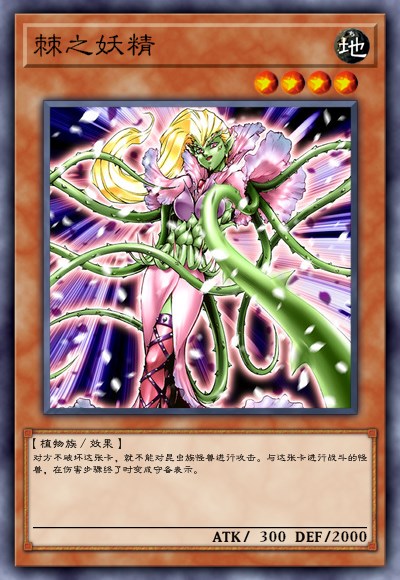 棘之妖精
地
【植物族／效果】
对方不破坏这张卡，就不能对昆虫族怪兽进行攻击。与这张卡进行战斗的怪
兽，在伤害步骤终了时变成守备表示。
ATK/ 300 DEF/2000